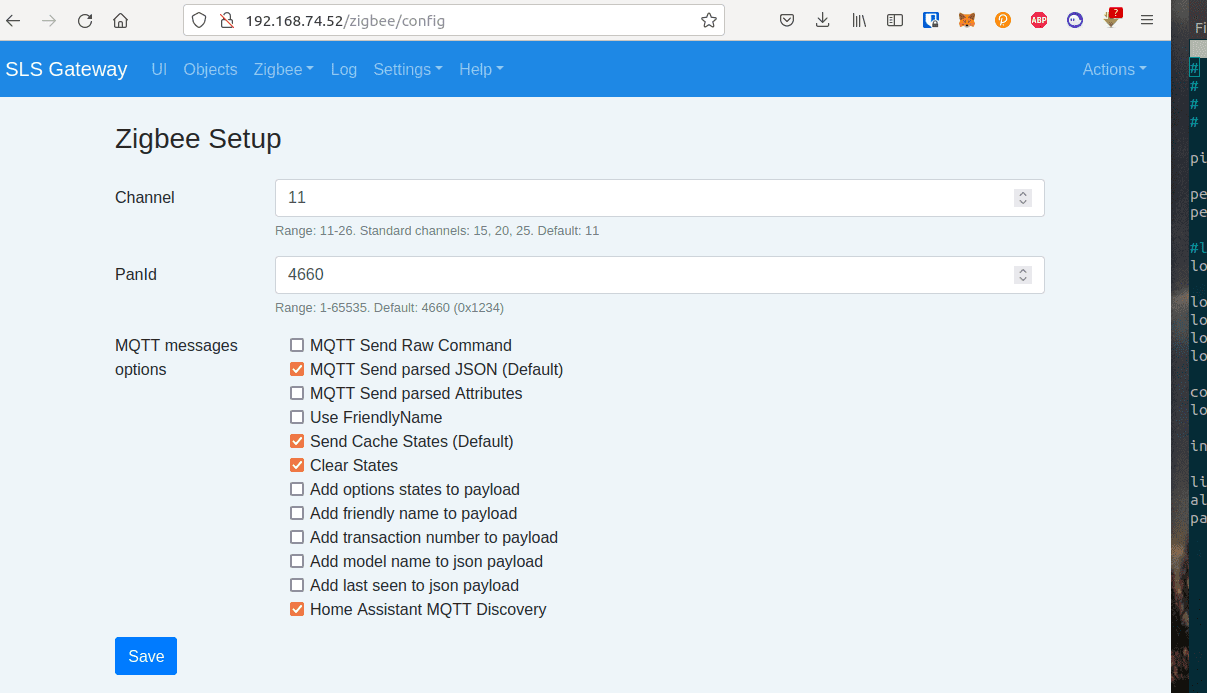 192.168.74.52/zigbee/config
ABP
?
SLS Gateway UI Objects Zigbee Log Settings Help Actions
Zigbee Setup
Channel
11
Range: 11-26. Standard channels: 15, 20, 25. Default: 11
PanId
4660
Range: 1-65535. Default: 4660 (0x1234)
MQTT messages options
MQTT Send Raw Command
MQTT Send parsed JSON (Default)
MQTT Send parsed Attributes
Use FriendlyName
Send Cache States (Default)
Clear States
Add options states to payload
Add friendly name to payload
Add transaction number to payload
Add model name to json payload
Add last seen to json payload
Home Assistant MQTT Discovery
Save
Fi
#
#
#
#
pi
pe
pe
#l
lo
lo
lo
lo
lo
co
lo
in
li
al
pa